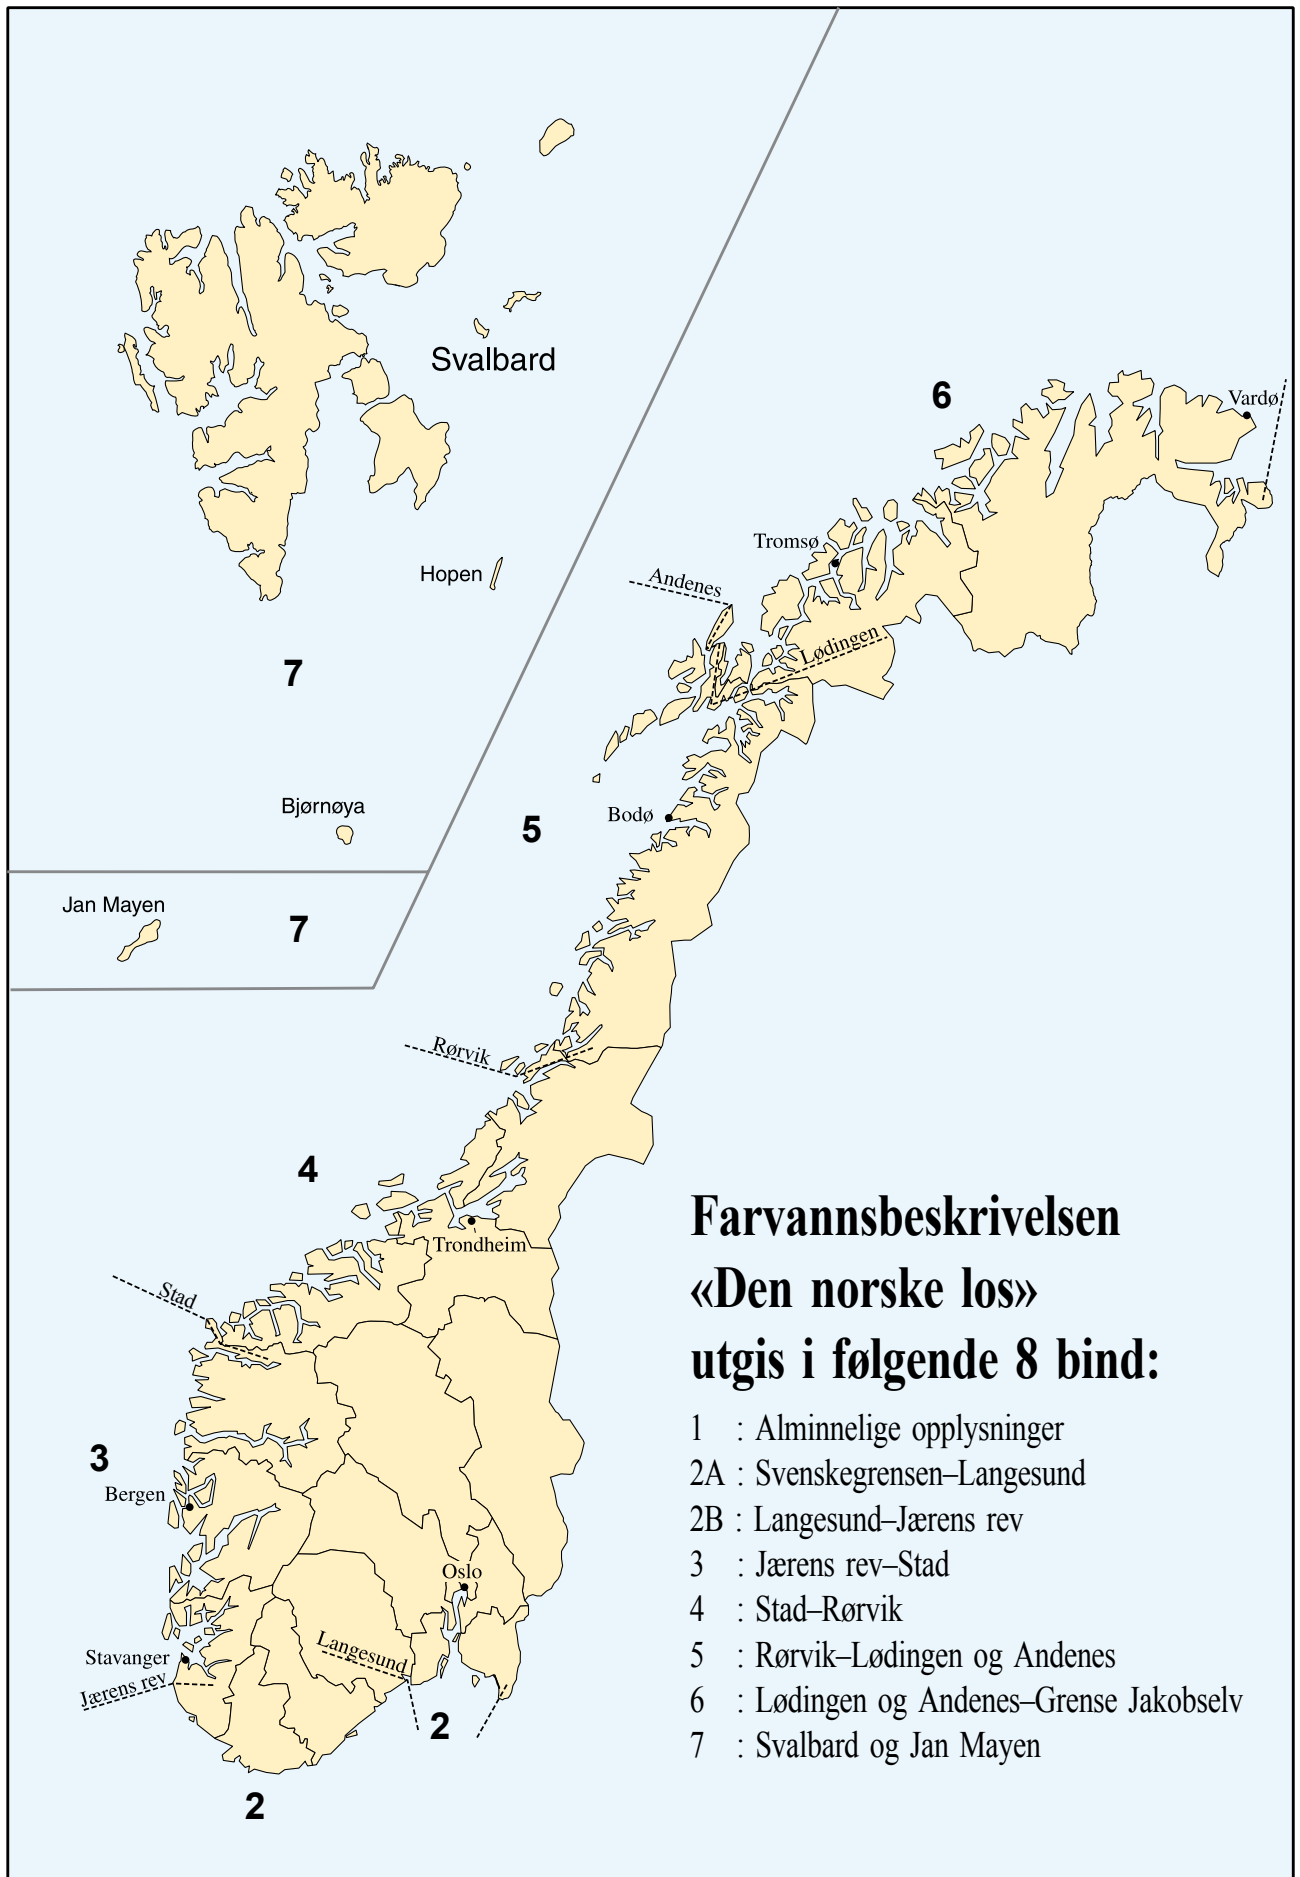 Svalbard
6
Vardø
Tromsø
Hopen
Andenes
Lødingen
7
Bjørnøya
5
Bodø
Jan Mayen
7
Rørvik
4
Trondheim
Stad
3
Bergen
Oslo
Stavanger
Langesund
Jærens rev
2
2
Farvannsbeskrivelsen
«Den norske los»
utgis i følgende 8 bind:
1 : Alminnelige opplysninger
2A : Svenskegrensen–Langesund
2B : Langesund–Jærens rev
3 : Jærens rev–Stad
4 : Stad–Rørvik
5 : Rørvik–Lødingen og Andenes
6 : Lødingen og Andenes–Grense Jakobselv
7 : Svalbard og Jan Mayen